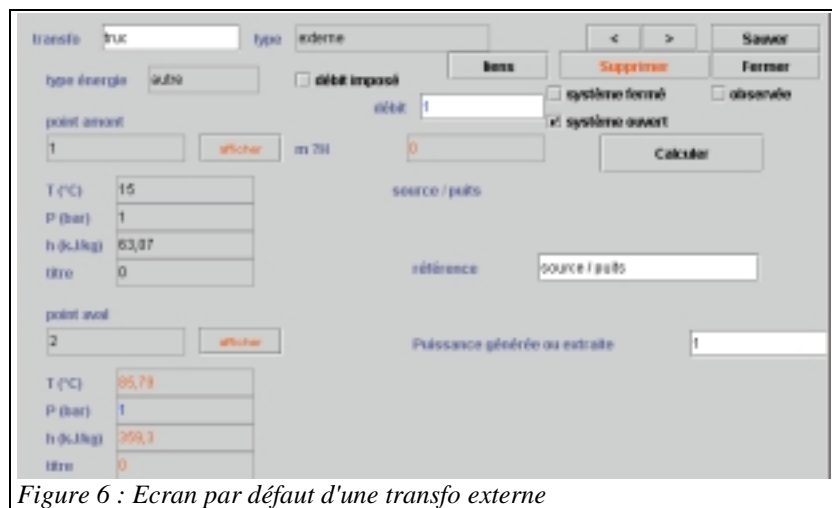 transfo truc type externe < > Sauver
liens Supprimer Fermer
type énergie autre débit imposé
système fermé observée
débit 1
système ouvert
point amont
1 afficher 0 Calculer
T (°C) 15 source / puits
P (bar) 1
h (kJ/kg) 63,07
titre 0 référence source / puits
point aval
2 afficher Puissance générée ou extraite 1
T (°C) 85,79
P (bar) 1
h (kJ/kg) 359,3
titre 0
Figure 6 : Ecran par défaut d'une transfo externe